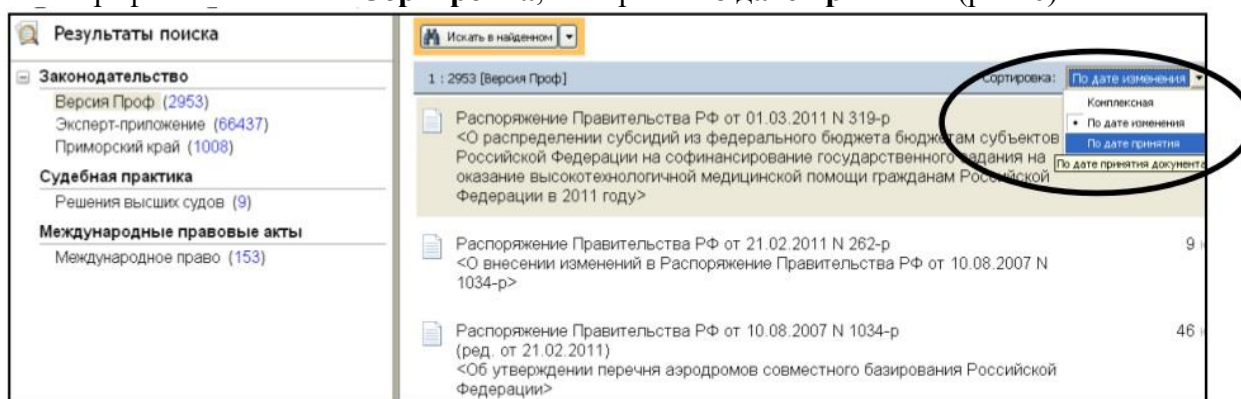 Результаты поиска
Законодательство
Версия Проф (2953)
Эксперт-приложение (66437)
Приморский край (1008)
Судебная практика
Решения высших судов (9)
Международные правовые акты
Международное право (153)
Искать в найденном
1 : 2953 [Версия Проф]
Сортировка: По дате изменения
Комплексная
• По дате изменения
По дате принятия
По дате принятия документа
Распоряжение Правительства РФ от 01.03.2011 N 319-р
<О распределении субсидий из федерального бюджета бюджетам субъектов
Российской Федерации на софинансирование государственного задания на
оказание высокотехнологичной медицинской помощи гражданам Российской
Федерации в 2011 году>
Распоряжение Правительства РФ от 21.02.2011 N 262-р 9
<О внесении изменений в Распоряжение Правительства РФ от 10.08.2007 N
1034-р>
Распоряжение Правительства РФ от 10.08.2007 N 1034-р 46
(ред. от 21.02.2011)
<Об утверждении перечня аэродромов совместного базирования Российской
Федерации>